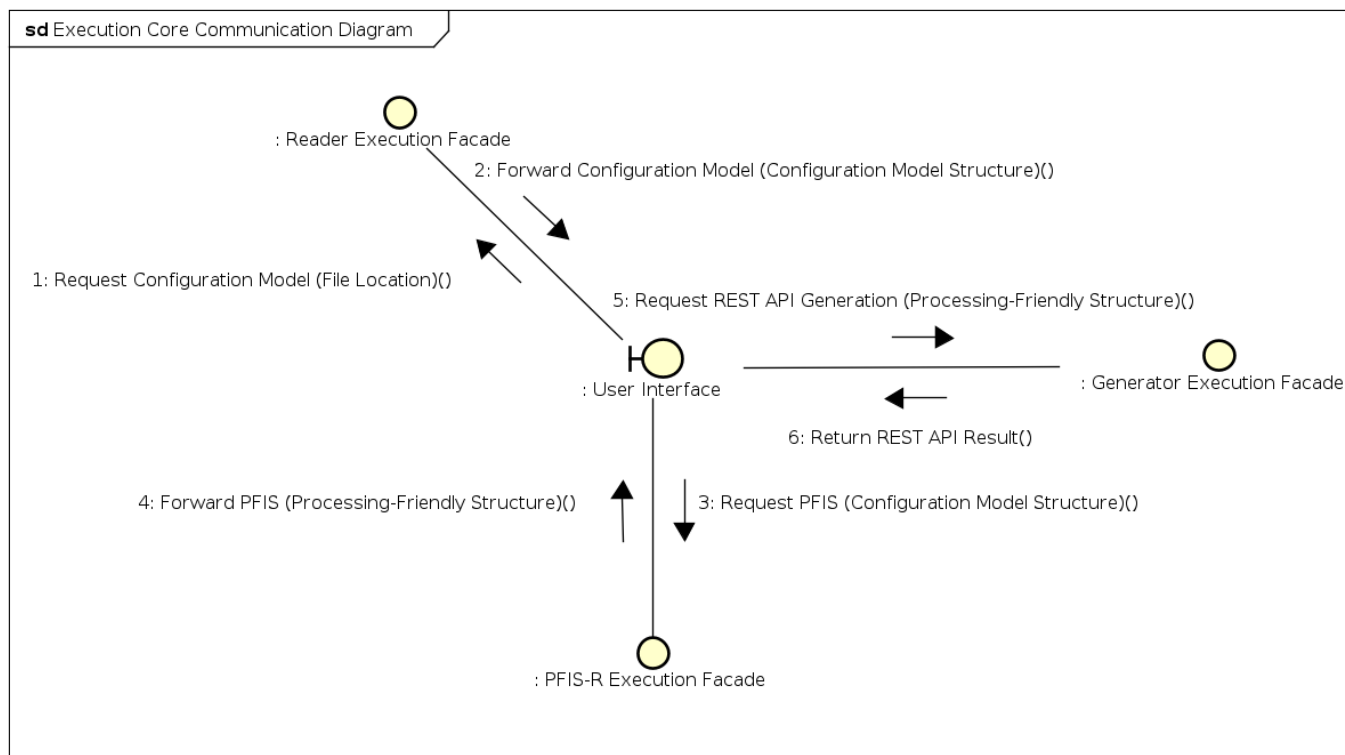 sd Execution Core Communication Diagram
: Reader Execution Facade
2: Forward Configuration Model (Configuration Model Structure)()
1: Request Configuration Model (File Location)()
5: Request REST API Generation (Processing-Friendly Structure)()
: User Interface
: Generator Execution Facade
6: Return REST API Result()
4: Forward PFIS (Processing-Friendly Structure)()
3: Request PFIS (Configuration Model Structure)()
: PFIS-R Execution Facade